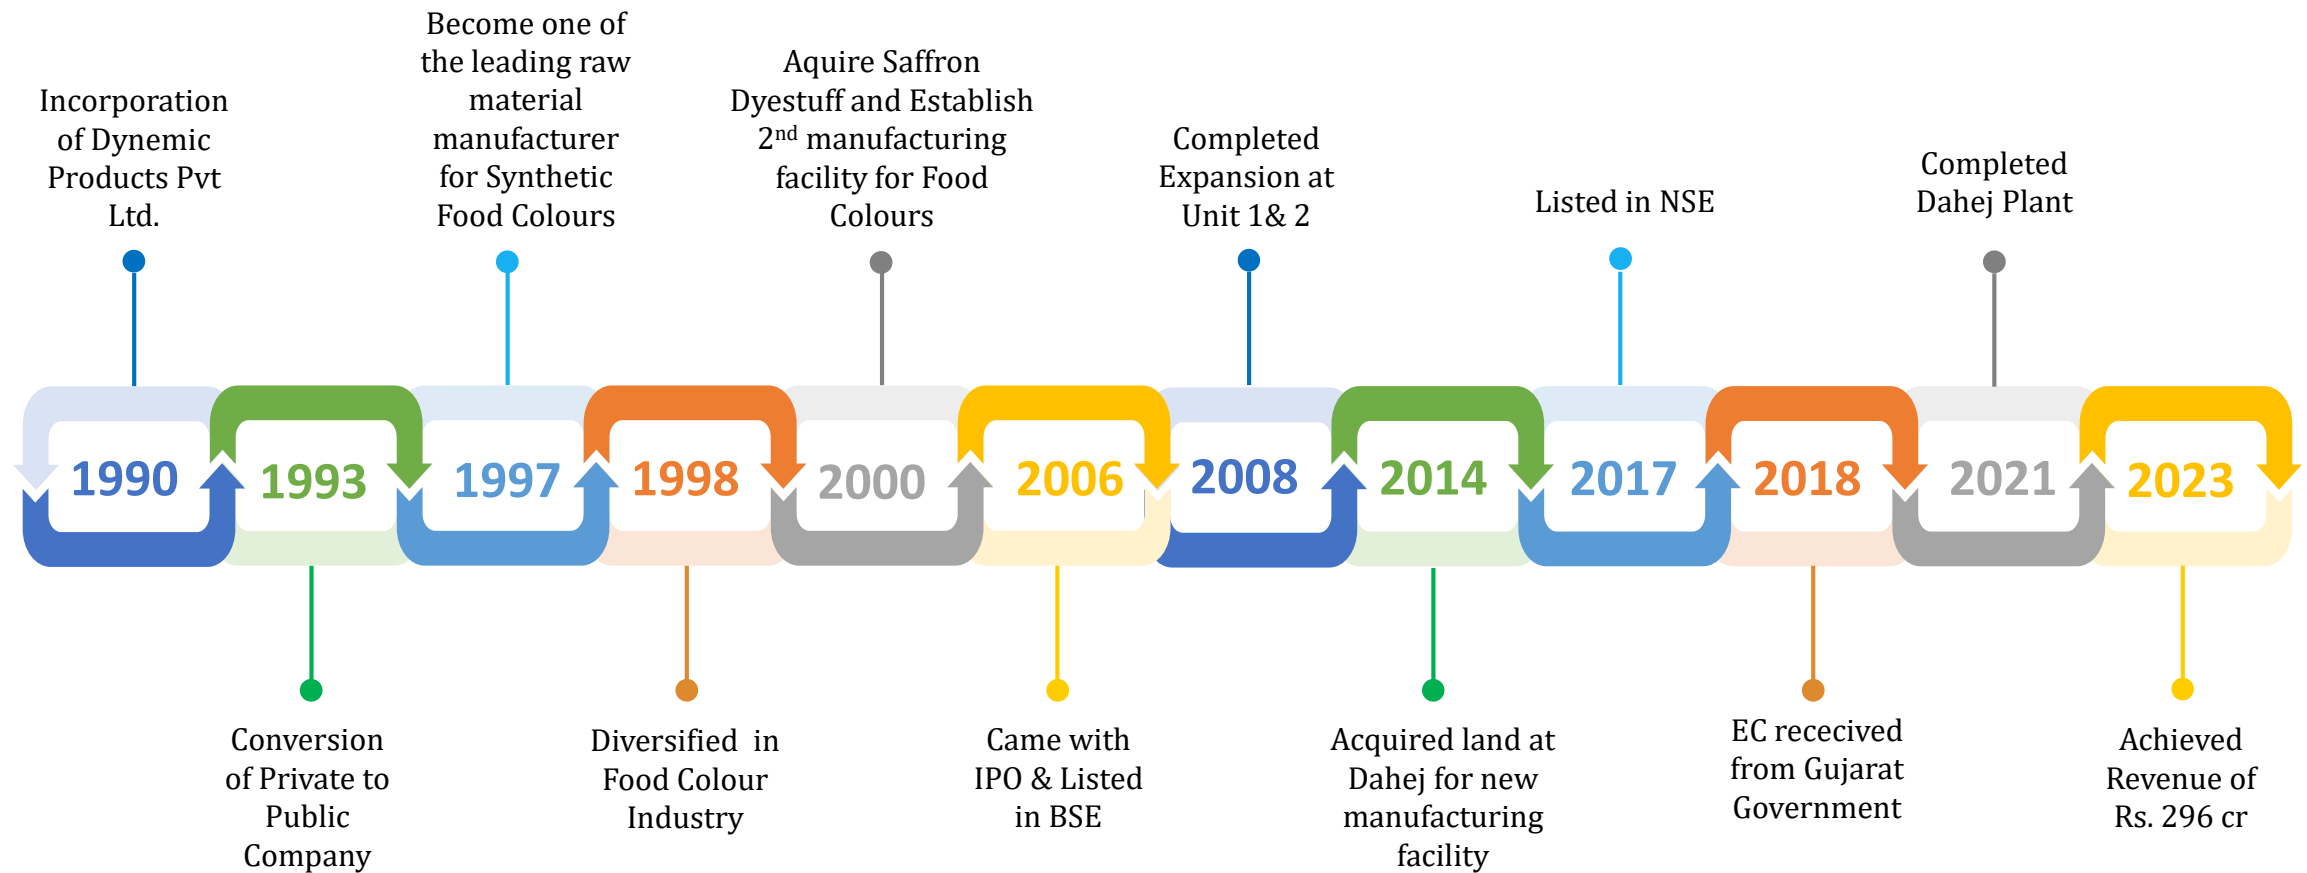 Incorporation
of Dynemic
Products Pvt
Ltd.
Become one of
the leading raw
material
manufacturer
for Synthetic
Food Colours
Aquire Saffron
Dyestuff and Establish
2nd manufacturing
facility for Food
Colours
Completed
Expansion at
Unit 1& 2
Listed in NSE
Completed
Dahej Plant
1990
1993
1997
1998
2000
2006
2008
2014
2017
2018
2021
2023
Conversion
of Private to
Public
Company
Diversified in
Food Colour
Industry
Came with
IPO & Listed
in BSE
Acquired land at
Dahej for new
manufacturing
facility
EC rececived
from Gujarat
Government
Achieved
Revenue of
Rs. 296 cr